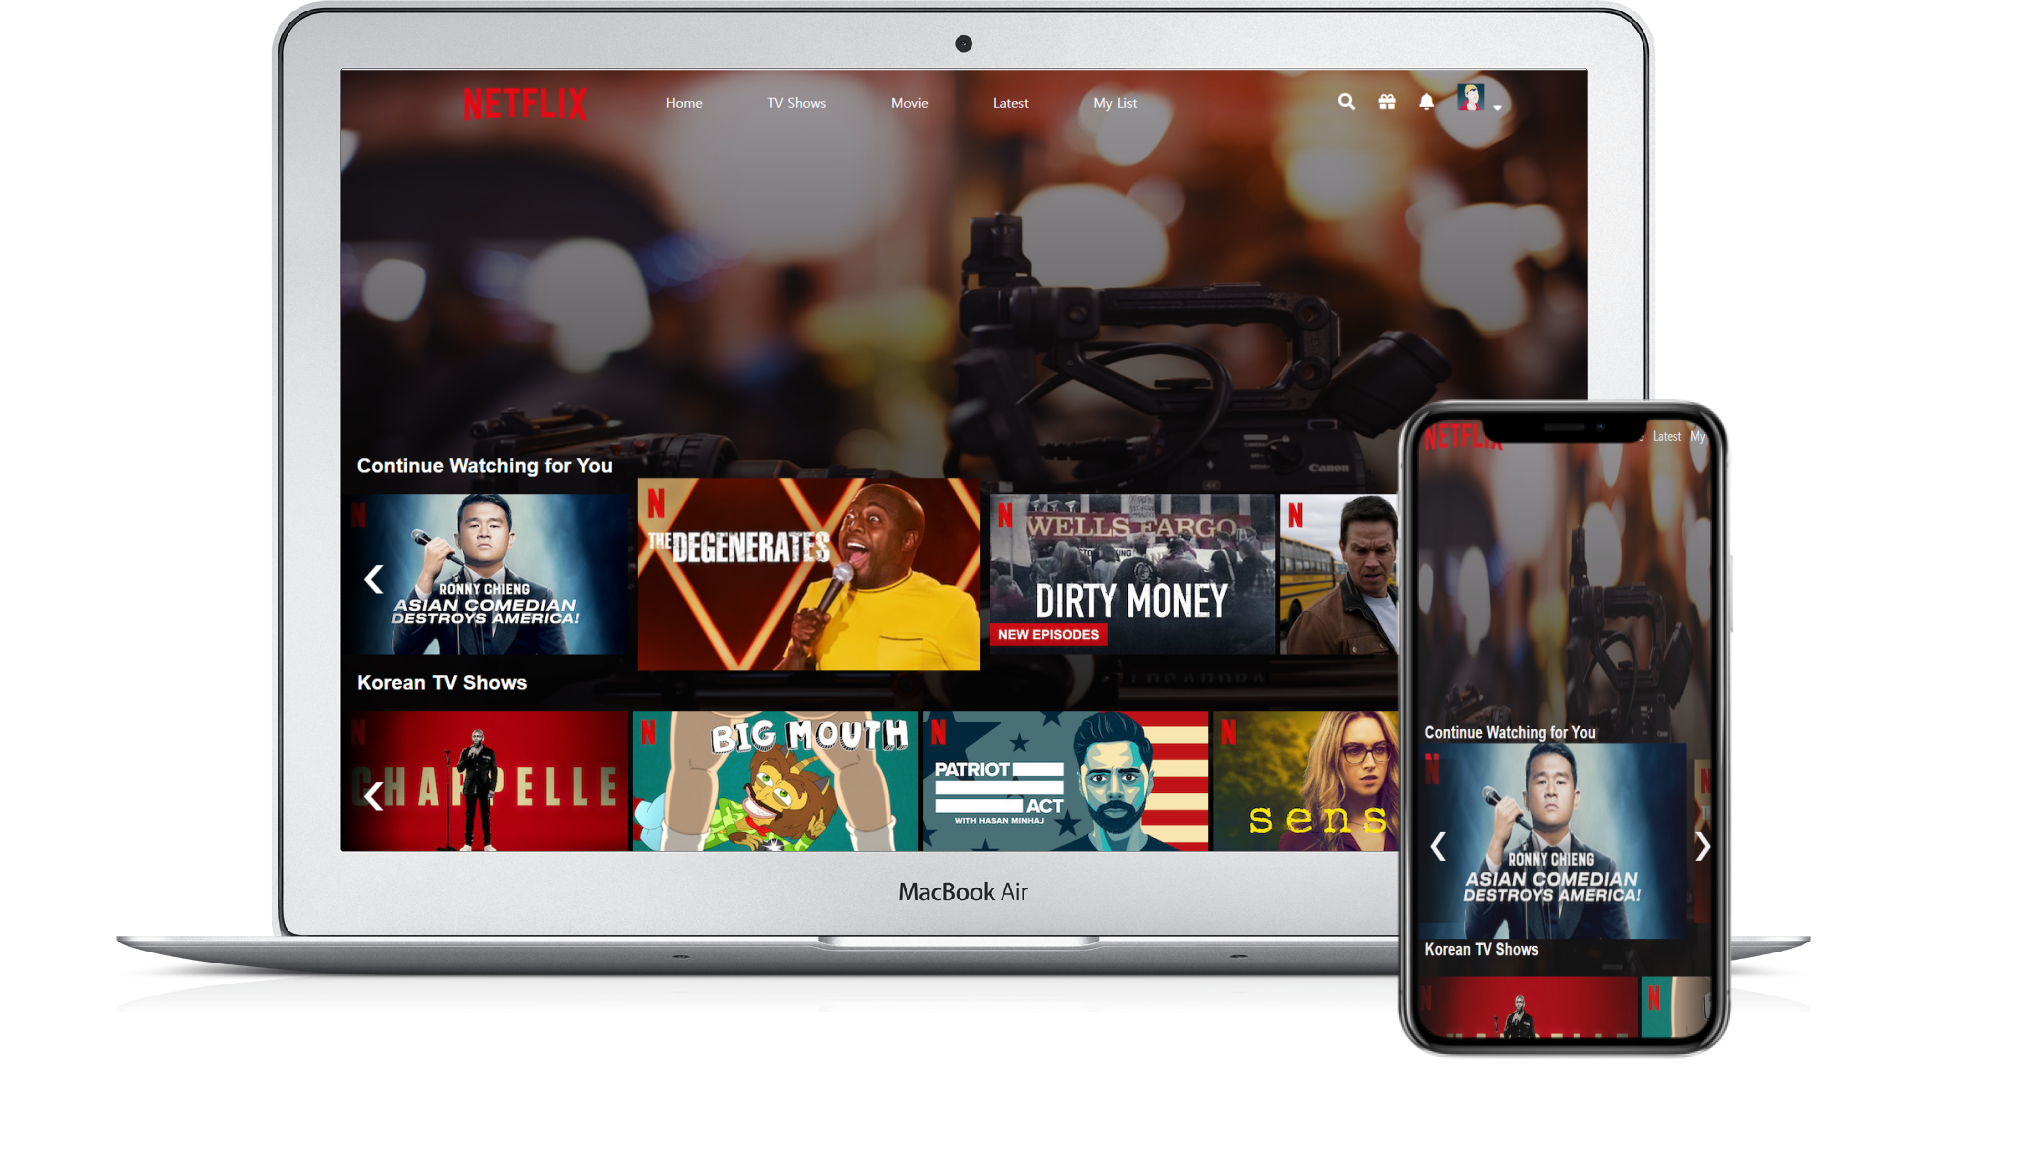 NETFLIX Home TV Shows Movie Latest My List
Canon
Continue Watching for You
N
RONNY CHIENG
ASIAN COMEDIAN
DESTROYS AMERICA!
N
THE DEGENERATES
N
WELLS FARGO
DIRTY MONEY
NEW EPISODES
N
Korean TV Shows
N
CHAPPELLE
N
BIG MOUTH
N
PATRIOT
ACT
WITH HASAN MINHAJ
N
sens
MacBook Air
NETFLIX Latest My
Continue Watching for You
N
RONNY CHIENG
ASIAN COMEDIAN
DESTROYS AMERICA!
N
Korean TV Shows
N
N